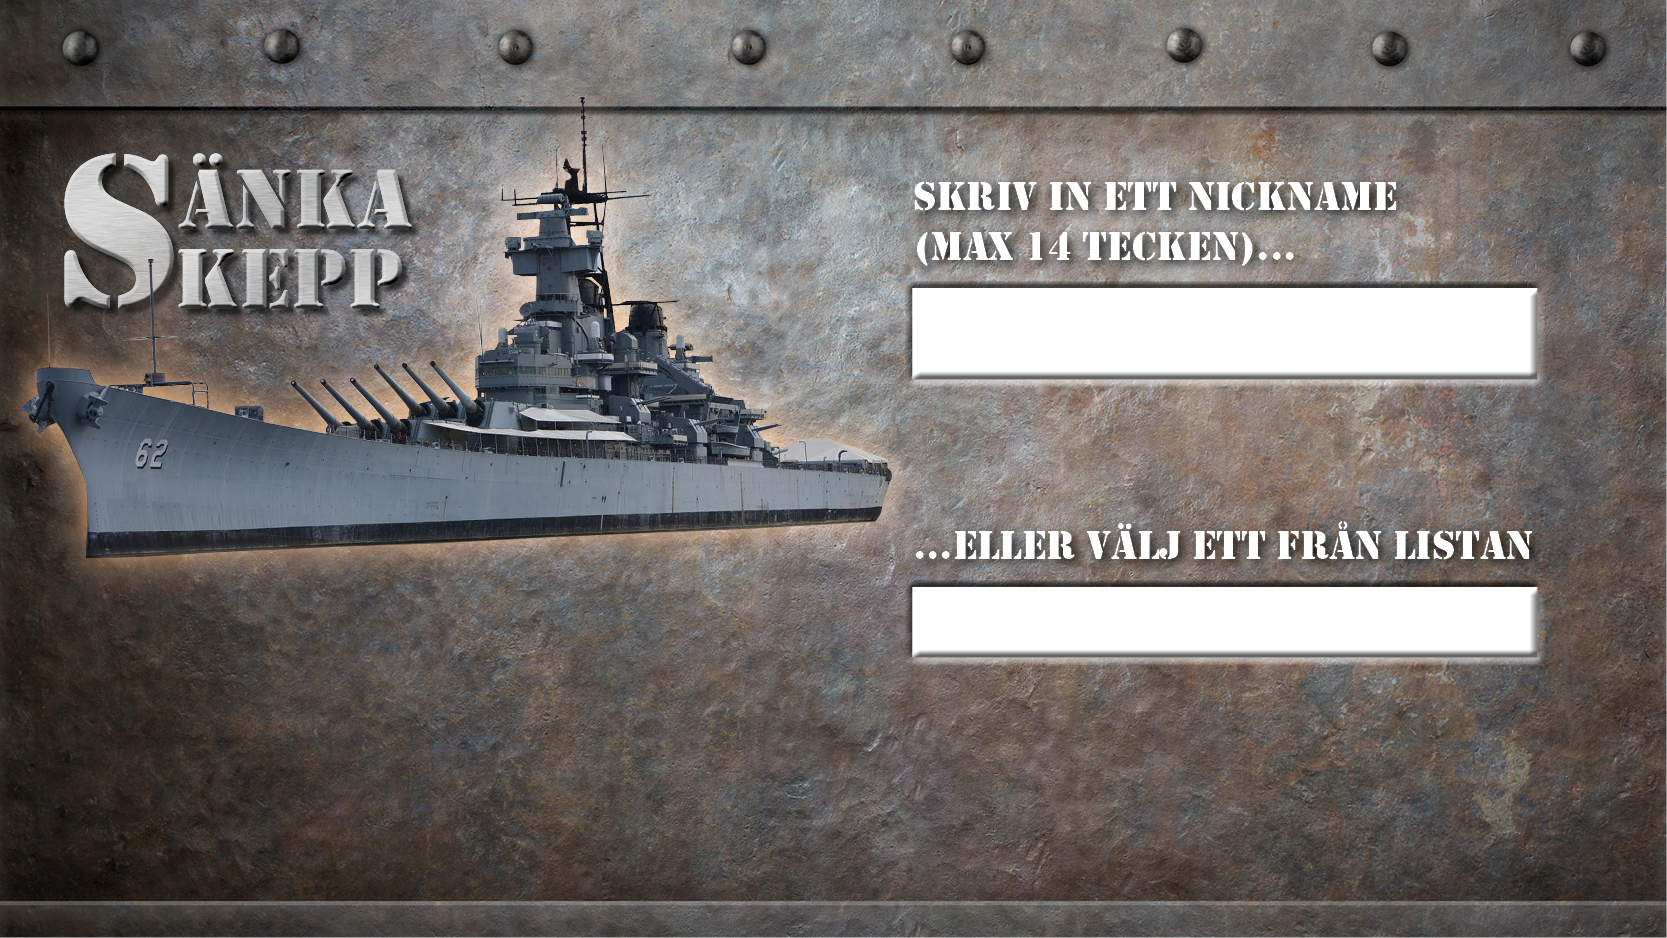 SÄNKA
SKEPP
62
SKRIV IN ETT NICKNAME
(MAX 14 TECKEN)...
...ELLER VÄLJ ETT FRÅN LISTAN